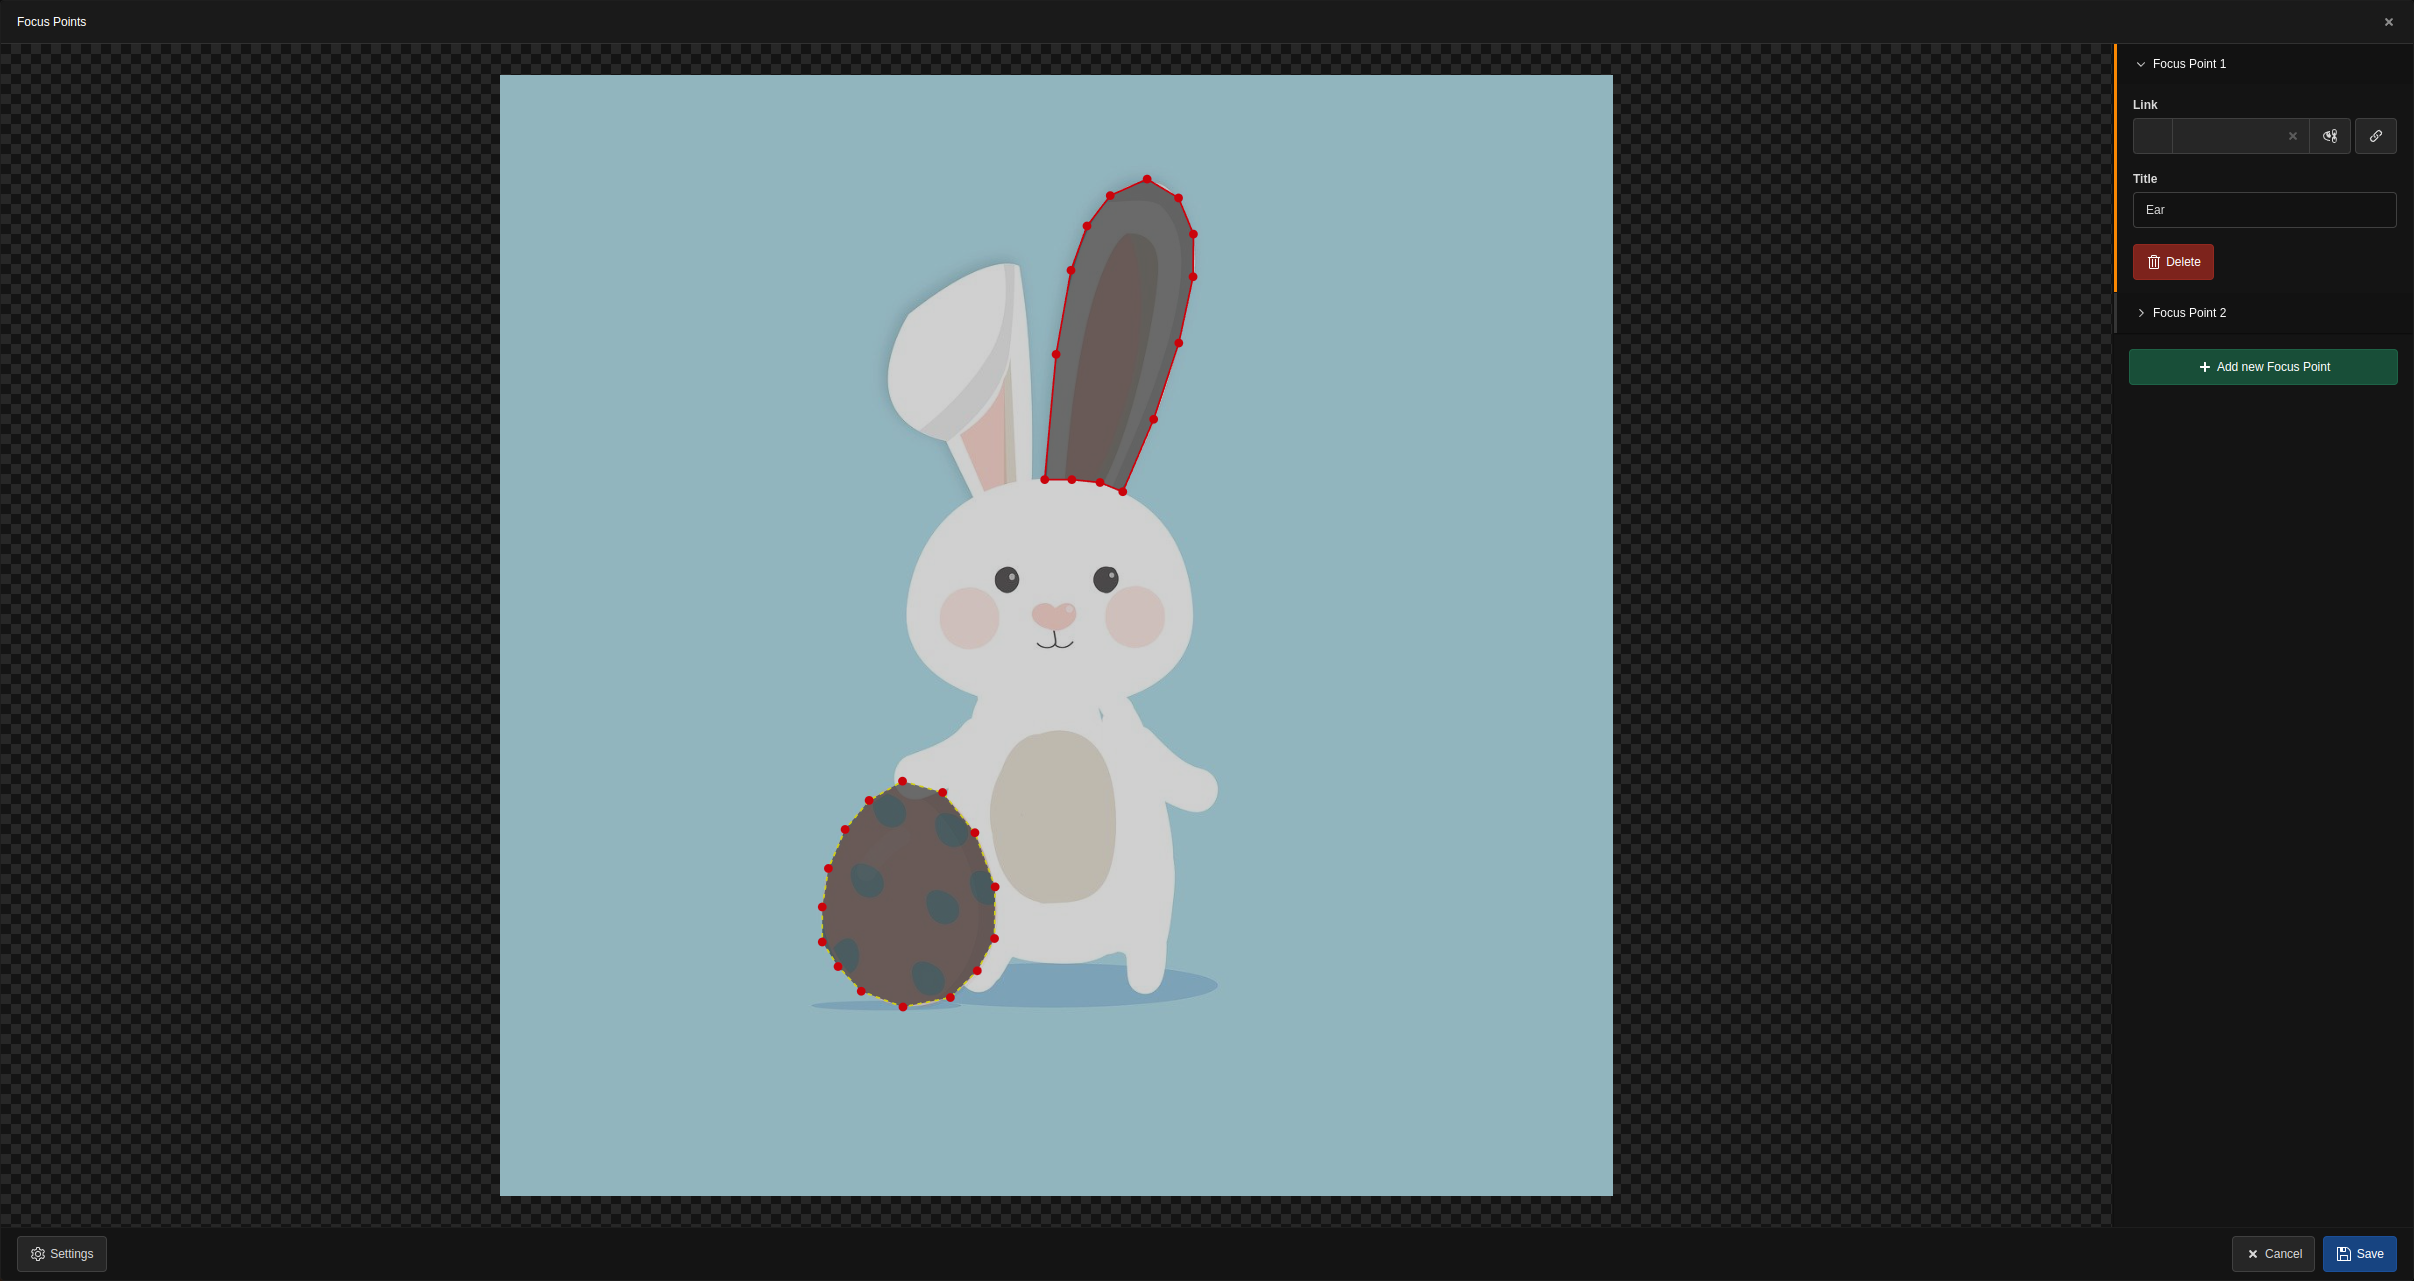 Focus Points
Focus Point 1
Link
Title
Ear
Delete
Focus Point 2
Add new Focus Point
Settings
Cancel
Save